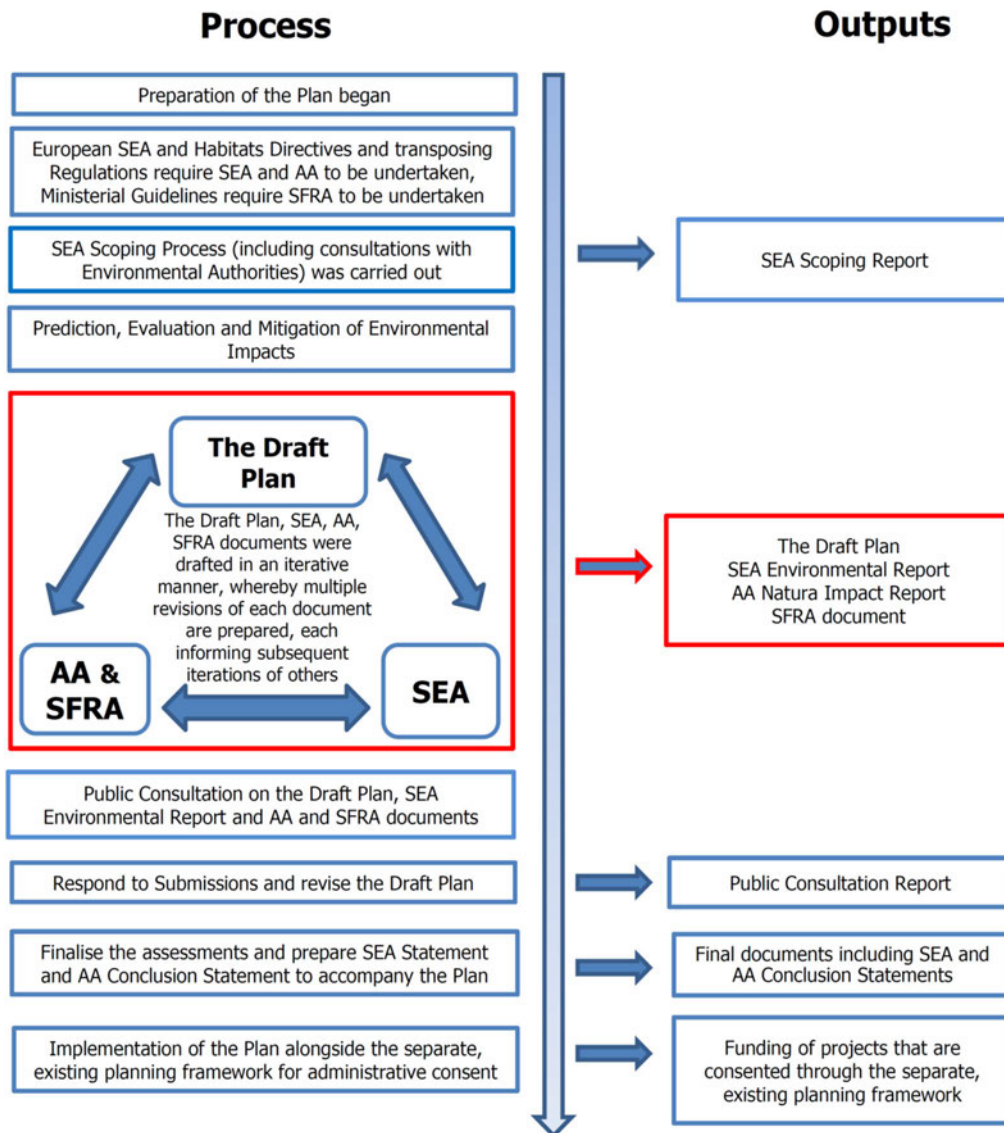 Process
Outputs
Preparation of the Plan began
European SEA and Habitats Directives and transposing
Regulations require SEA and AA to be undertaken,
Ministerial Guidelines require SFRA to be undertaken
SEA Scoping Process (including consultations with
Environmental Authorities) was carried out
SEA Scoping Report
Prediction, Evaluation and Mitigation of Environmental
Impacts
The Draft
Plan
The Draft Plan, SEA, AA,
SFRA documents were
drafted in an iterative
manner, whereby multiple
revisions of each document
are prepared, each
informing subsequent
iterations of others
AA &
SFRA
SEA
The Draft Plan
SEA Environmental Report
AA Natura Impact Report
SFRA document
Public Consultation on the Draft Plan, SEA
Environmental Report and AA and SFRA documents
Respond to Submissions and revise the Draft Plan
Public Consultation Report
Finalise the assessments and prepare SEA Statement
and AA Conclusion Statement to accompany the Plan
Final documents including SEA and
AA Conclusion Statements
Implementation of the Plan alongside the separate,
existing planning framework for administrative consent
Funding of projects that are
consented through the separate,
existing planning framework